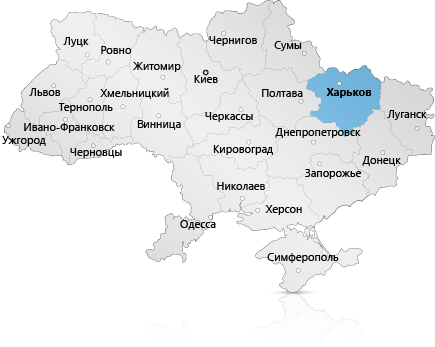 Чернигов
Луцк
Сумы
Ровно
Житомир
Киев
Львов
Хмельницкий
Полтава
Харьков
Тернополь
Черкассы
Луганск
Ивано-Франковск
Винница
Днепропетровск
Ужгород
Черновцы
Кировоград
Донецк
Запорожье
Николаев
Херсон
Одесса
Симферополь